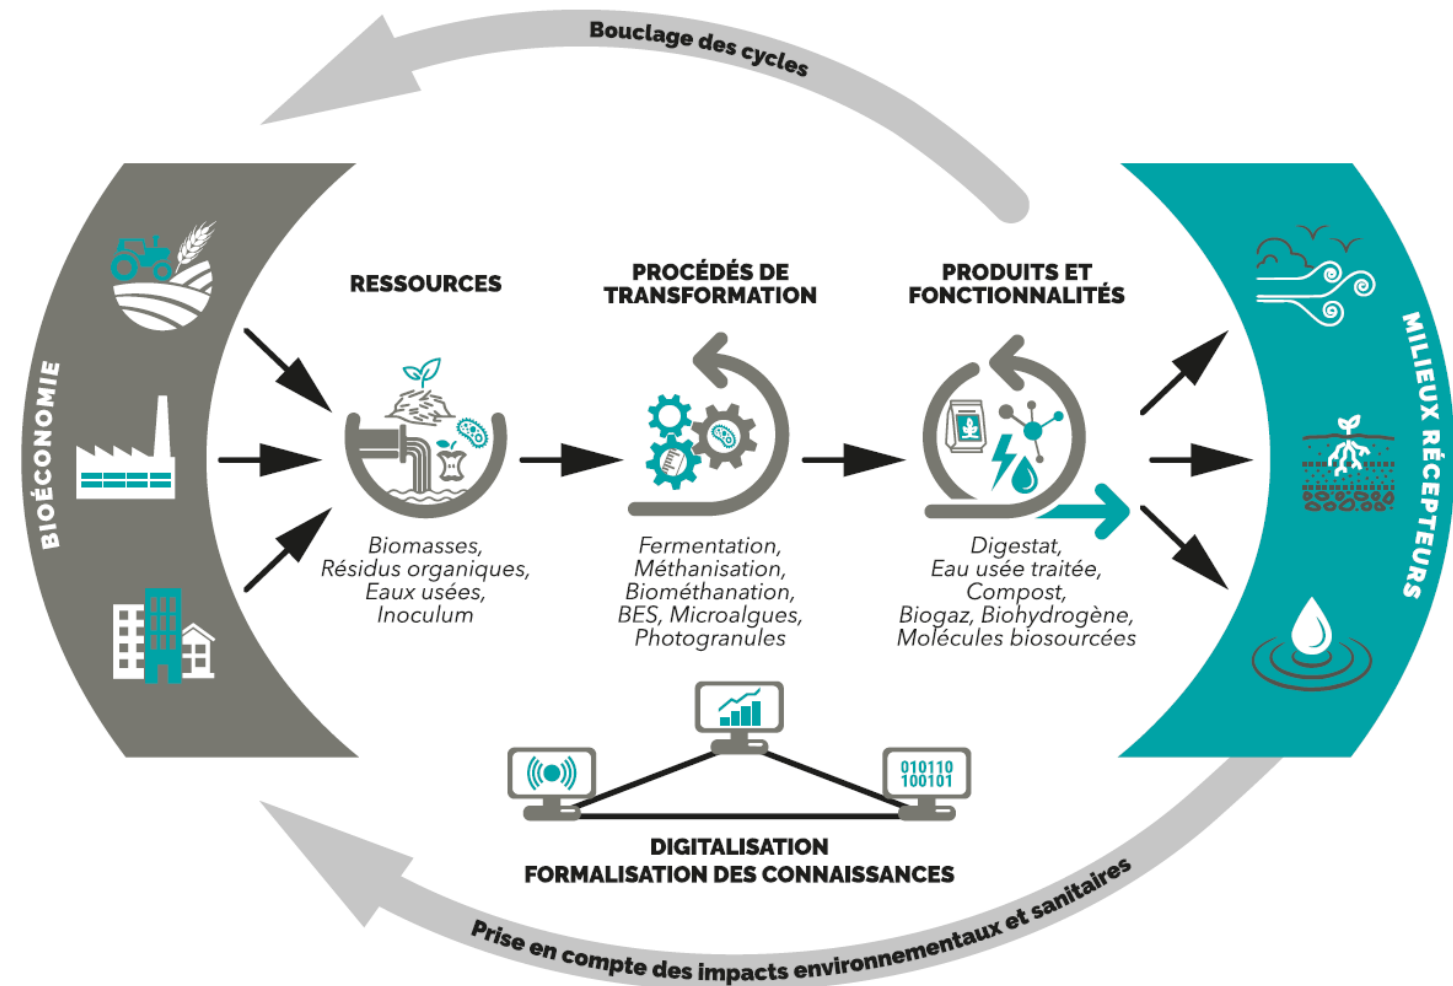 Bouclage des cycles
BIOÉCONOMIE
RESSOURCES
Biomasses,
Résidus organiques,
Eaux usées,
Inoculum
PROCÉDÉS DE
TRANSFORMATION
Fermentation,
Méthanisation,
Biométhanation,
BES, Microalgues,
Photogranules
PRODUITS ET
FONCTIONNALITÉS
Digestat,
Eau usée traitée,
Compost,
Biogaz, Biohydrogène,
Molécules biosourcées
MILIEUX RÉCEPTEURS
010110
100101
DIGITALISATION
FORMALISATION DES CONNAISSANCES
Prise en compte des impacts environnementaux et sanitaires